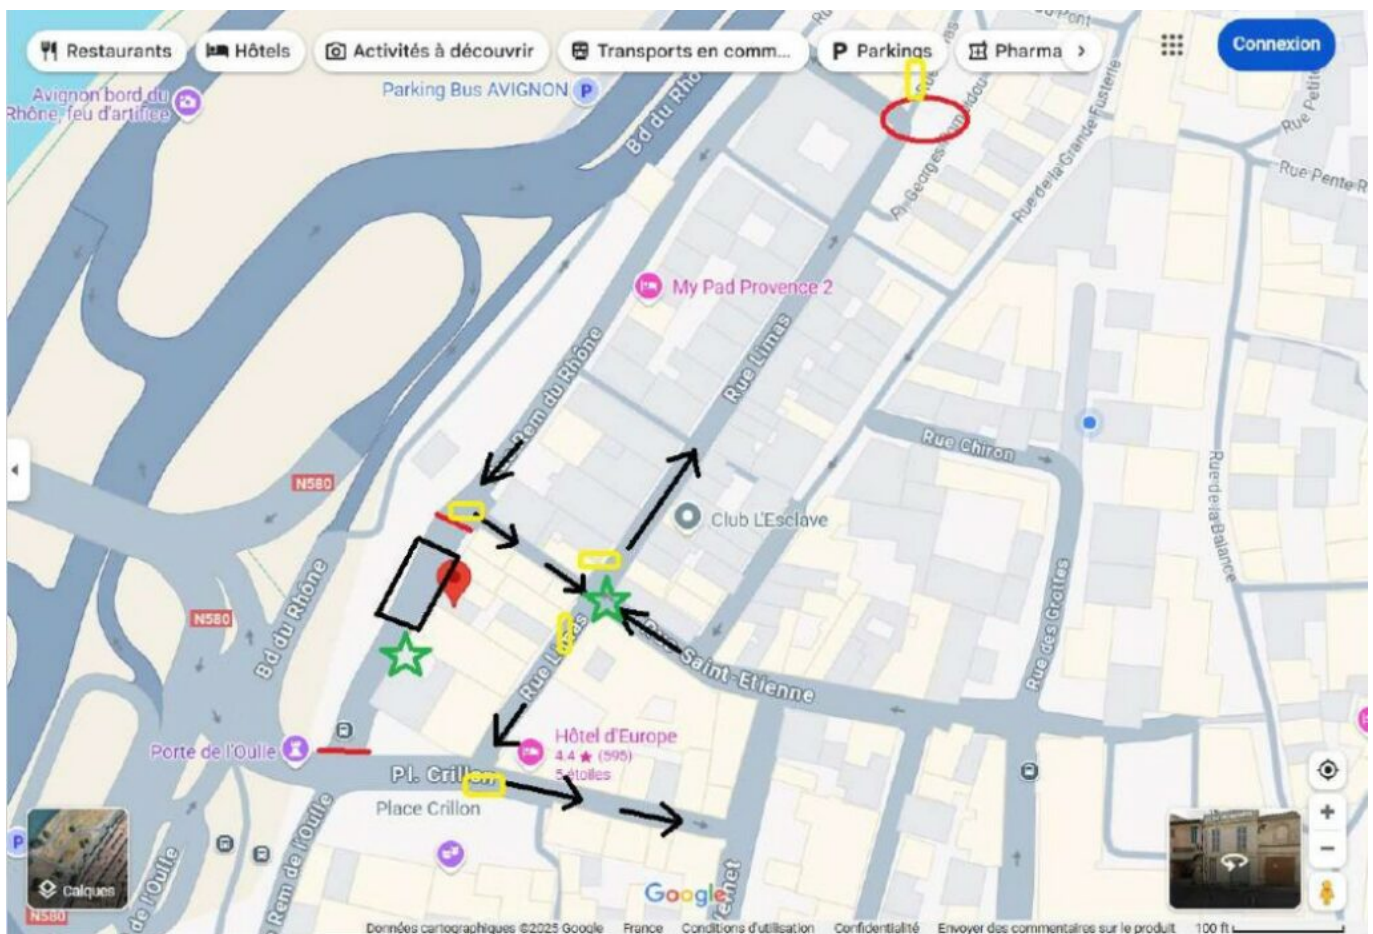 Restaurants
Hôtels
Activités à découvrir
Transports en comm...
Parkings
Pharma
Connexion
Avignon bord du
Rhône, feu d'artifice
Parking Bus AVIGNON
P
Bd du Rhône
Pl. Georges Pompidou
Rue de la Grande Fusterie
Rue Petite
Rue Pente R
My Pad Provence 2
Rue Limas
Rem du Rhône
Rue Chiron
Rue de la Balance
N580
Club L'Esclave
N580
Bd du Rhône
Rue des Grottes
Rue Limas
Rue Saint-Etienne
Porte de l'Oulle
Hôtel d'Europe
4.4 ★ (595)
5 étoiles
Pl. Crillon
Place Crillon
Rem de l'Oulle
de l'Oulle
P
Calques
N580
Google
Données cartographiques ©2025 Google France Conditions d'utilisation Confidentialité Envoyer des commentaires sur le produit 100 ft